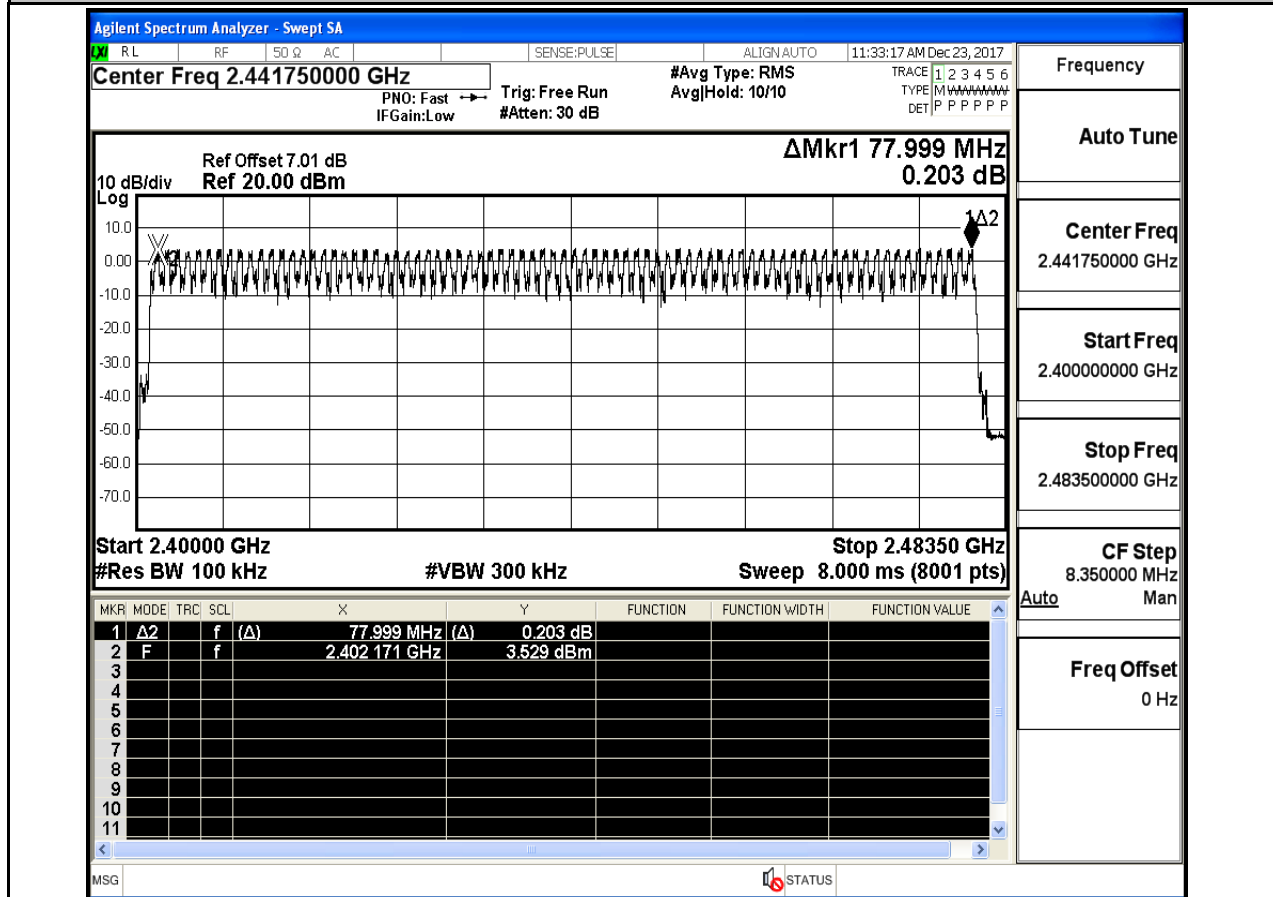 Agilent Spectrum Analyzer - Swept SA
LXI RL RF 50 Ω AC SENSE:PULSE ALIGN AUTO 11:33:17 AM Dec 23, 2017
Center Freq 2.441750000 GHz
PNO: Fast
IFGain:Low
Trig: Free Run
#Atten: 30 dB
#Avg Type: RMS
Avg|Hold: 10/10
TRACE 1 2 3 4 5 6
TYPE M W W W W W
DET P P P P P P
Ref Offset 7.01 dB
10 dB/div Ref 20.00 dBm
Log
ΔMkr1 77.999 MHz
0.203 dB
10.0
0.00
-10.0
-20.0
-30.0
-40.0
-50.0
-60.0
-70.0
2
1Δ2
Start 2.40000 GHz Stop 2.48350 GHz
#Res BW 100 kHz #VBW 300 kHz Sweep 8.000 ms (8001 pts)
MKR MODE TRC SCL X Y FUNCTION FUNCTION WIDTH FUNCTION VALUE
1 Δ2 f (Δ) 77.999 MHz (Δ) 0.203 dB
2 F f 2.402 171 GHz 3.529 dBm
3
4
5
6
7
8
9
10
11
MSG STATUS
Frequency
Auto Tune
Center Freq
2.441750000 GHz
Start Freq
2.400000000 GHz
Stop Freq
2.483500000 GHz
CF Step
8.350000 MHz
Auto Man
Freq Offset
0 Hz